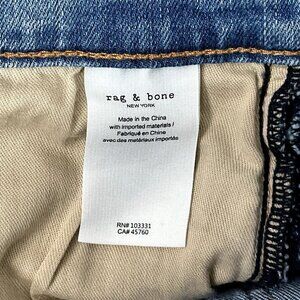 rag & bone
NEW YORK
Made in the China
with imported materials /
Fabriqué en Chine
avec des matériaux importés
RN# 103331
CA# 45760